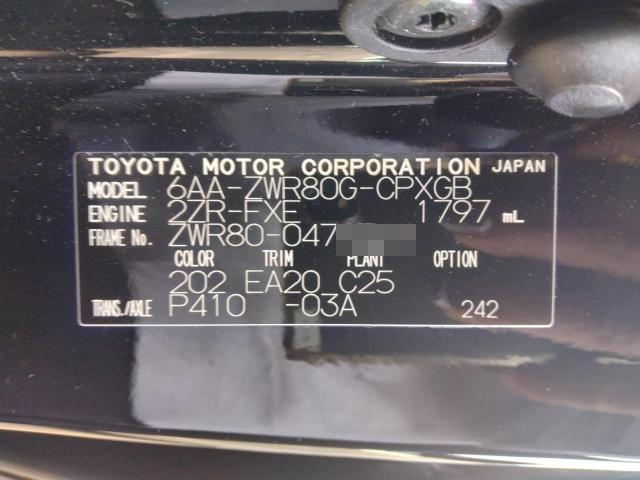 TOYOTA MOTOR CORPORATION JAPAN
MODEL 6AA-ZWR80G-CPXGB
ENGINE 2ZR-FXE 1797 mL
FRAME No. ZWR80-047
COLOR TRIM PLANT OPTION
202 EA20 C25
TRANS./AXLE P410 -03A 242